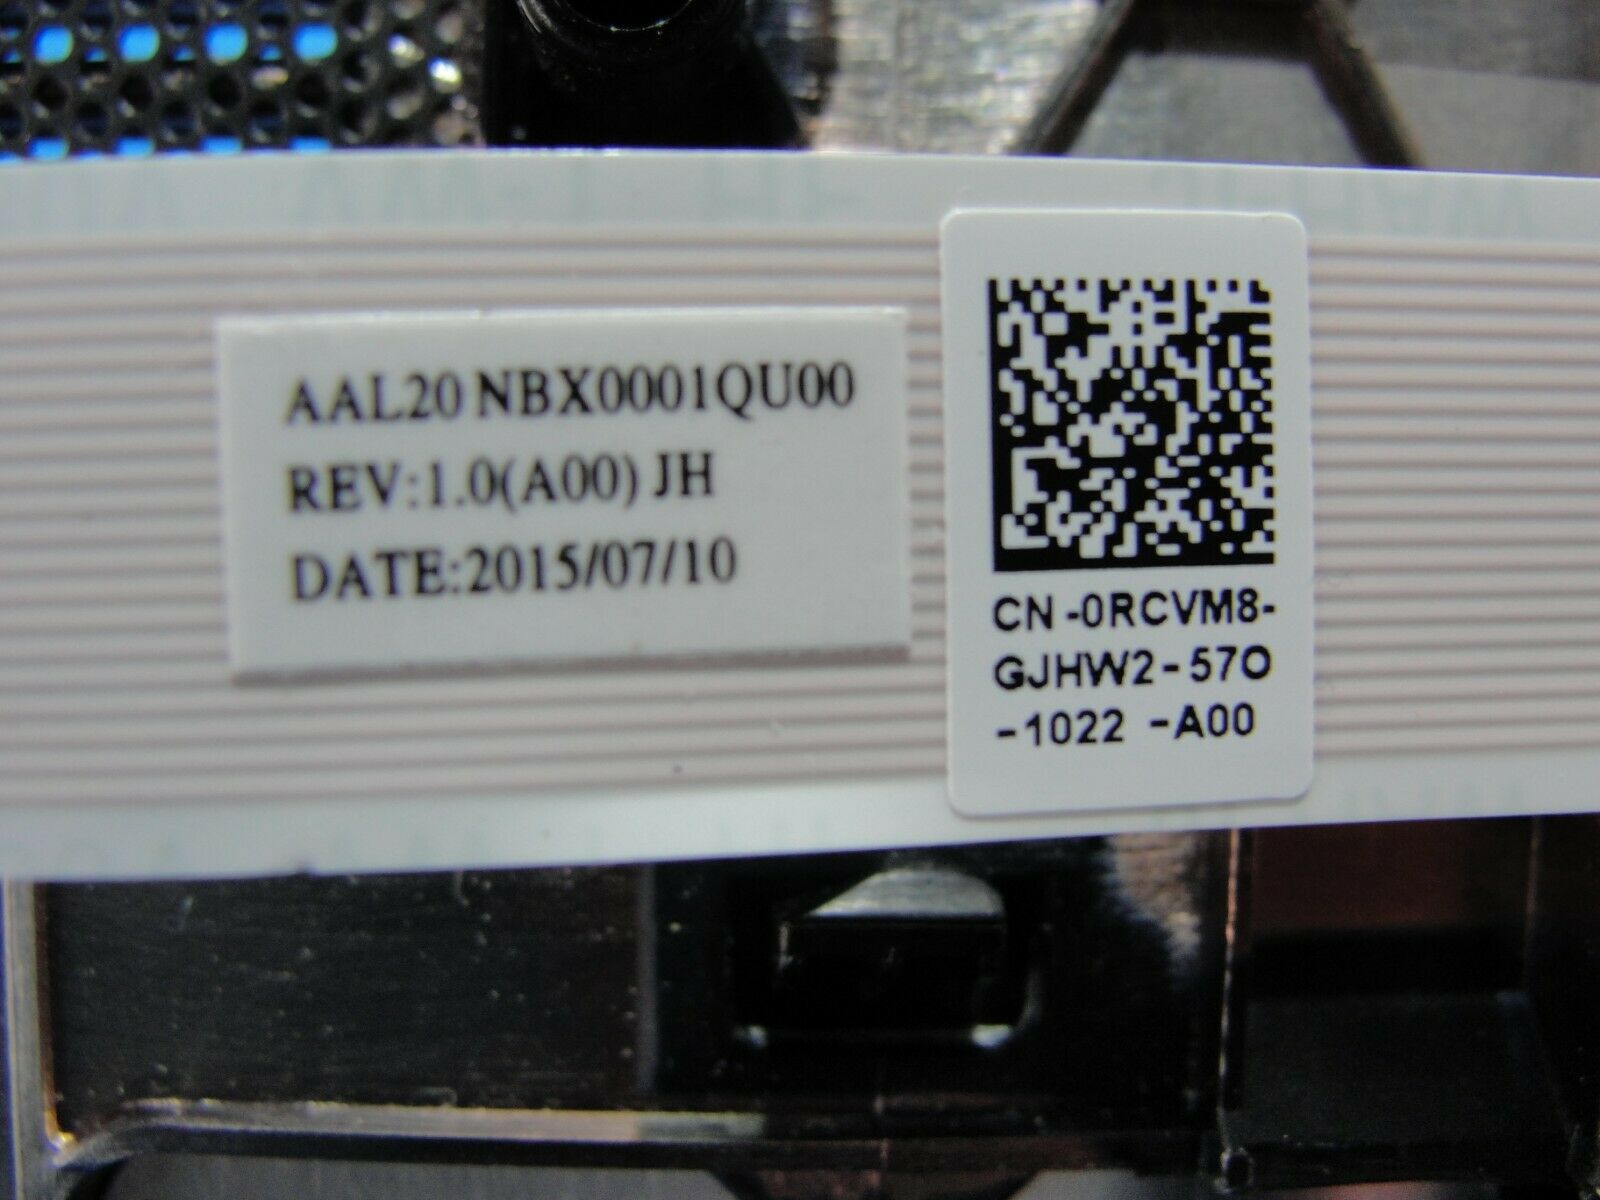 AAL20 NBX0001QU00
REV:1.0(A00) JH
DATE:2015/07/10
CN -0RCVM8-
GJHW2-57O
-1022 -A00